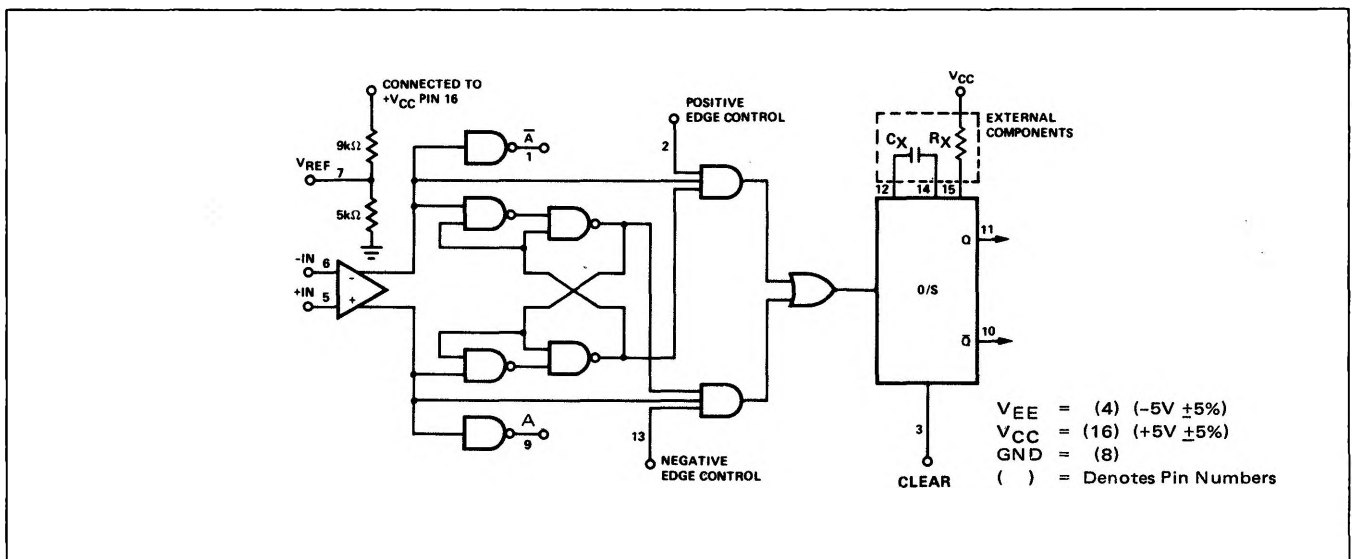 CONNECTED TO
+VCC PIN 16
9kΩ
VREF
7
5kΩ
-IN
6
+IN
5
-
+
A̅
1
A
9
POSITIVE
EDGE CONTROL
2
13
NEGATIVE
EDGE CONTROL
VCC
EXTERNAL
COMPONENTS
CX
RX
12
14
15
Q
11
O/S
Q̅
10
3
CLEAR
VEE = (4) (-5V ±5%)
VCC = (16) (+5V ±5%)
GND = (8)
( ) = Denotes Pin Numbers